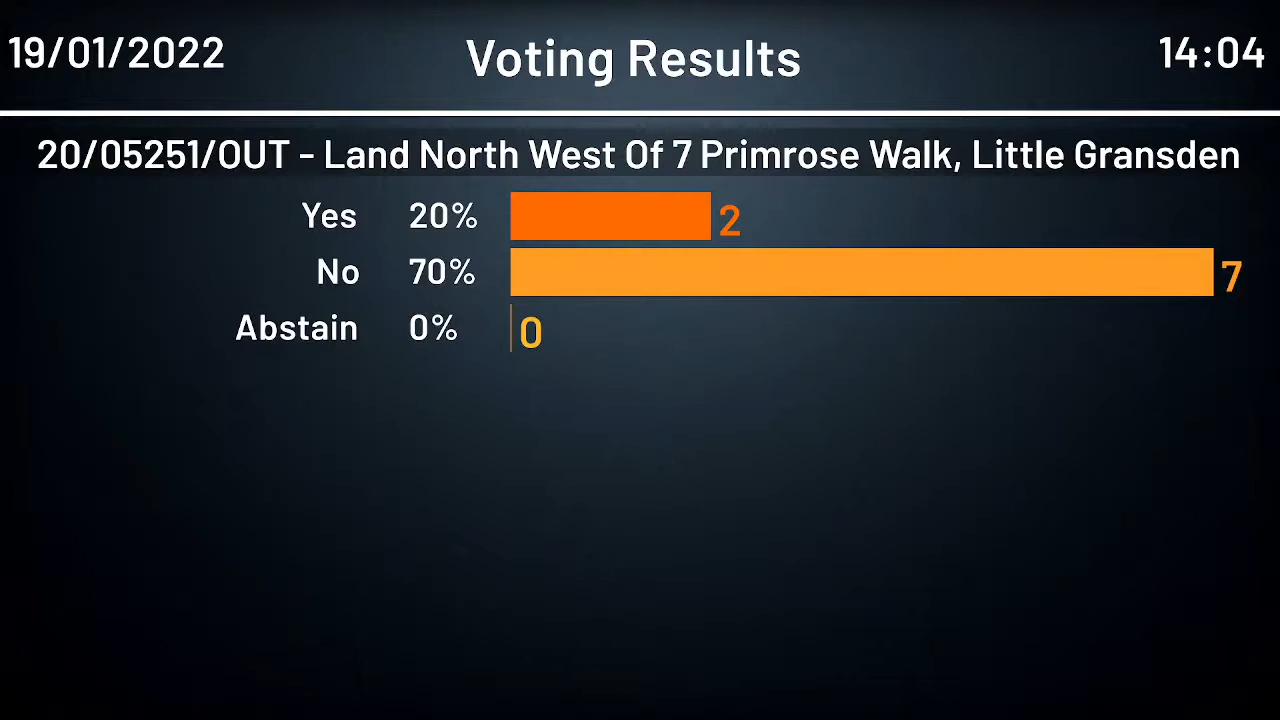 19/01/2022 Voting Results 14:04
20/05251/OUT - Land North West Of 7 Primrose Walk, Little Gransden
Yes 20% 2
No 70% 7
Abstain 0% 0